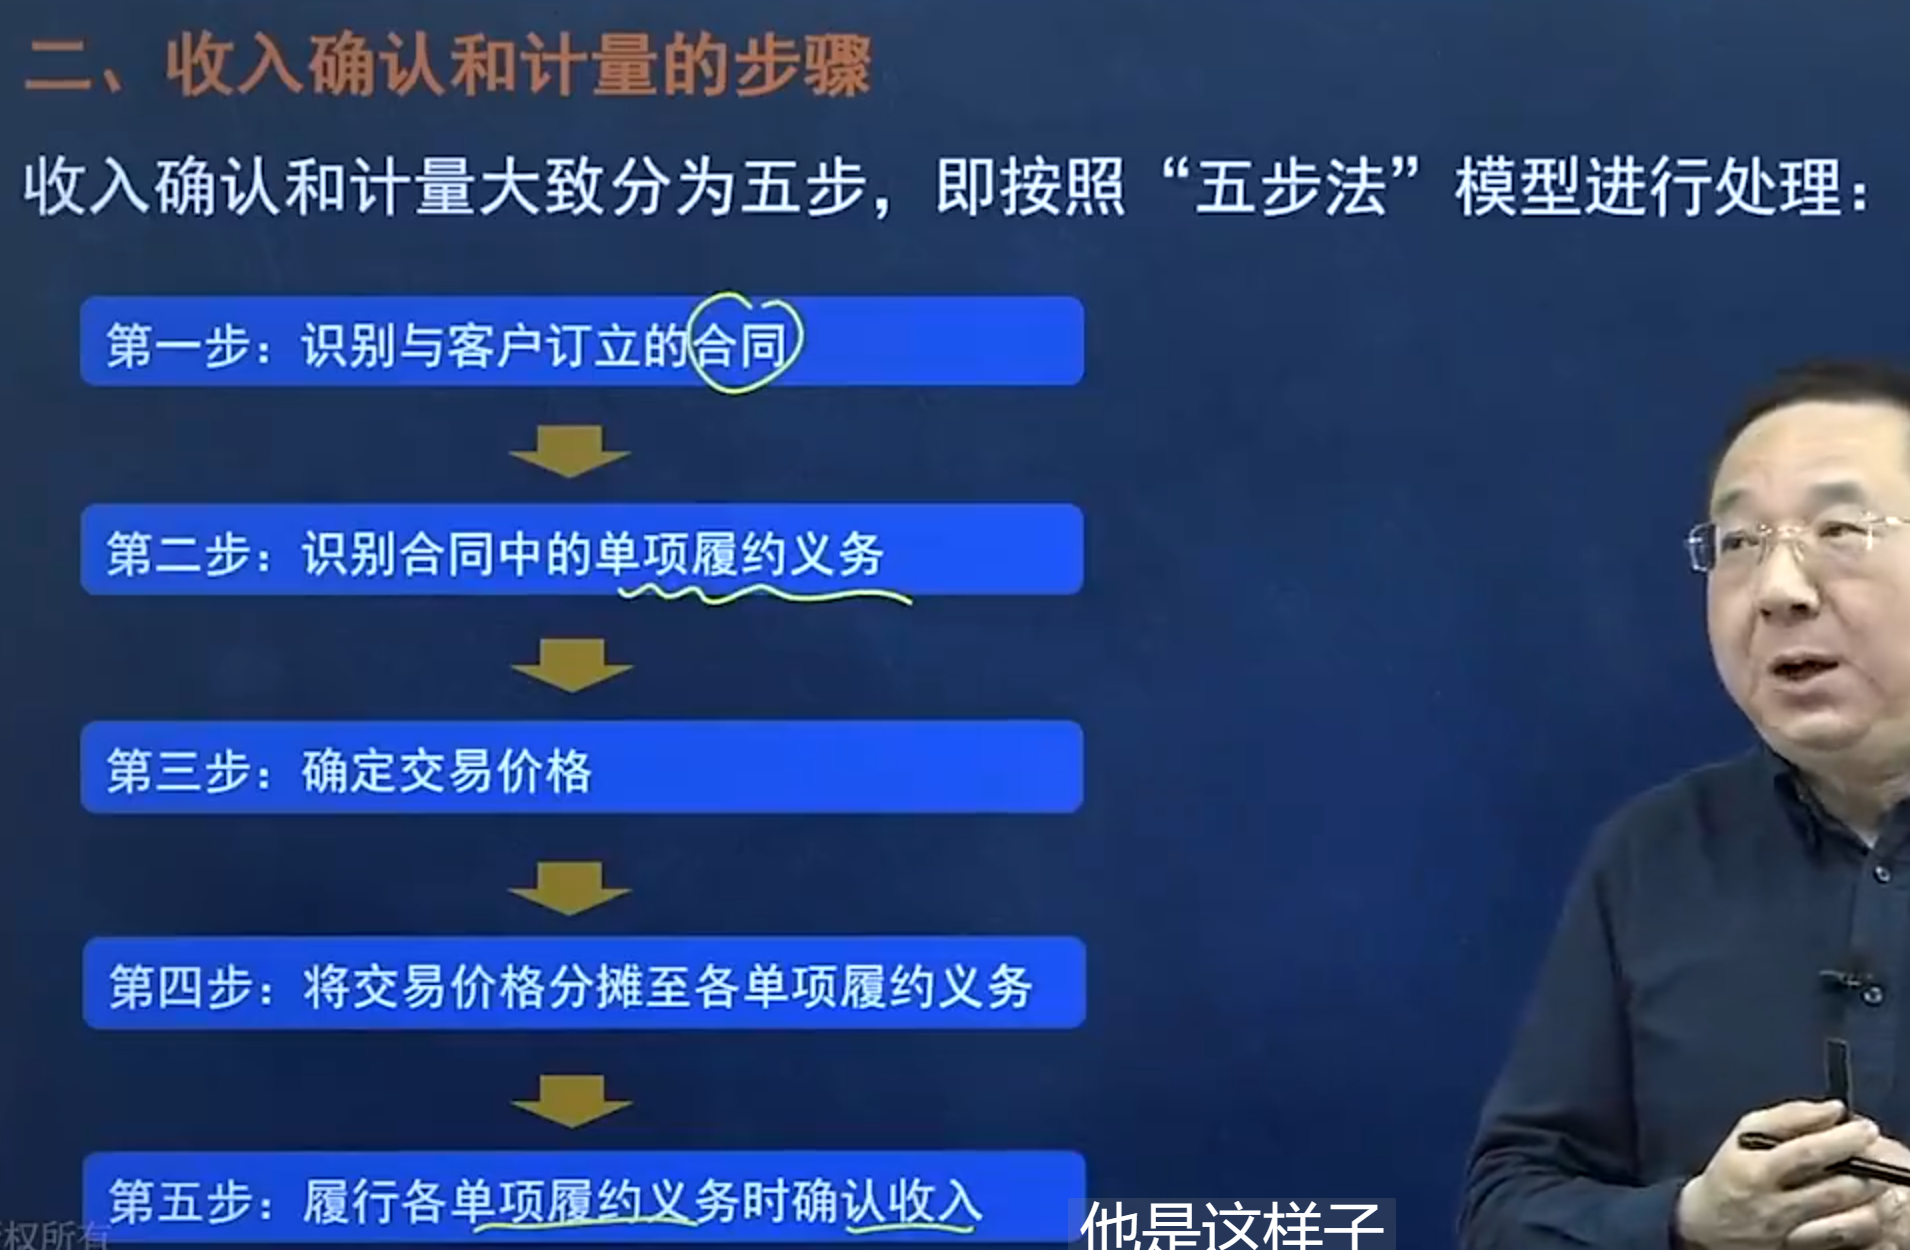 二、收入确认和计量的步骤
收入确认和计量大致分为五步，即按照“五步法”模型进行处理：
第一步：识别与客户订立的合同
第二步：识别合同中的单项履约义务
第三步：确定交易价格
第四步：将交易价格分摊至各单项履约义务
第五步：履行各单项履约义务时确认收入
他是这样子
权所有